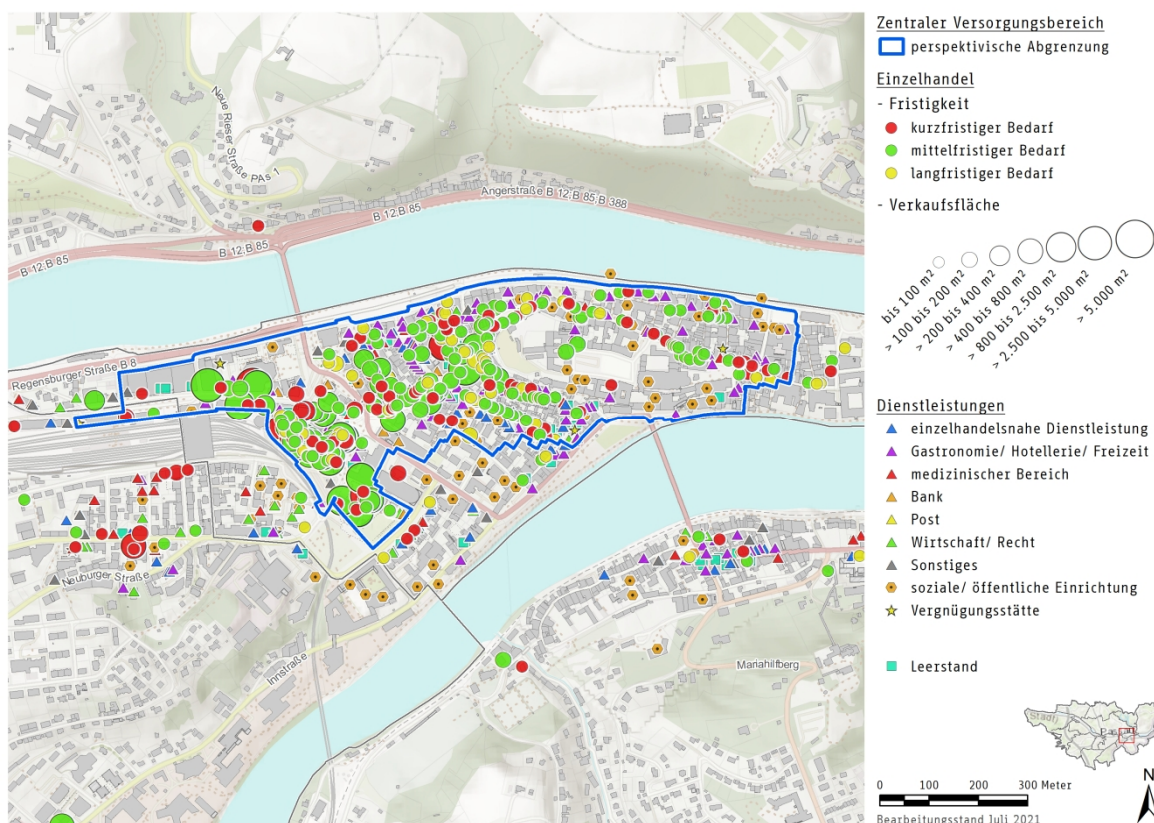 Neue Rieser Straße PAs 1
Angerstraße B 12;B 85;B 388
B 12;B 85
B 12;B 85
Regensburger Straße B 8
Neuburger Straße
Innstraße
Mariahilfberg
Zentraler Versorgungsbereich
perspektivische Abgrenzung
Einzelhandel
- Fristigkeit
kurzfristiger Bedarf
mittelfristiger Bedarf
langfristiger Bedarf
- Verkaufsfläche
bis 100 m²
> 100 bis 200 m²
> 200 bis 400 m²
> 400 bis 800 m²
> 800 bis 2.500 m²
> 2.500 bis 5.000 m²
> 5.000 m²
Dienstleistungen
einzelhandelsnahe Dienstleistung
Gastronomie/ Hotellerie/ Freizeit
medizinischer Bereich
Bank
Post
Wirtschaft/ Recht
Sonstiges
soziale/ öffentliche Einrichtung
Vergnügungsstätte
Leerstand
0 100 200 300 Meter
N
Bearbeitungsstand Juli 2021